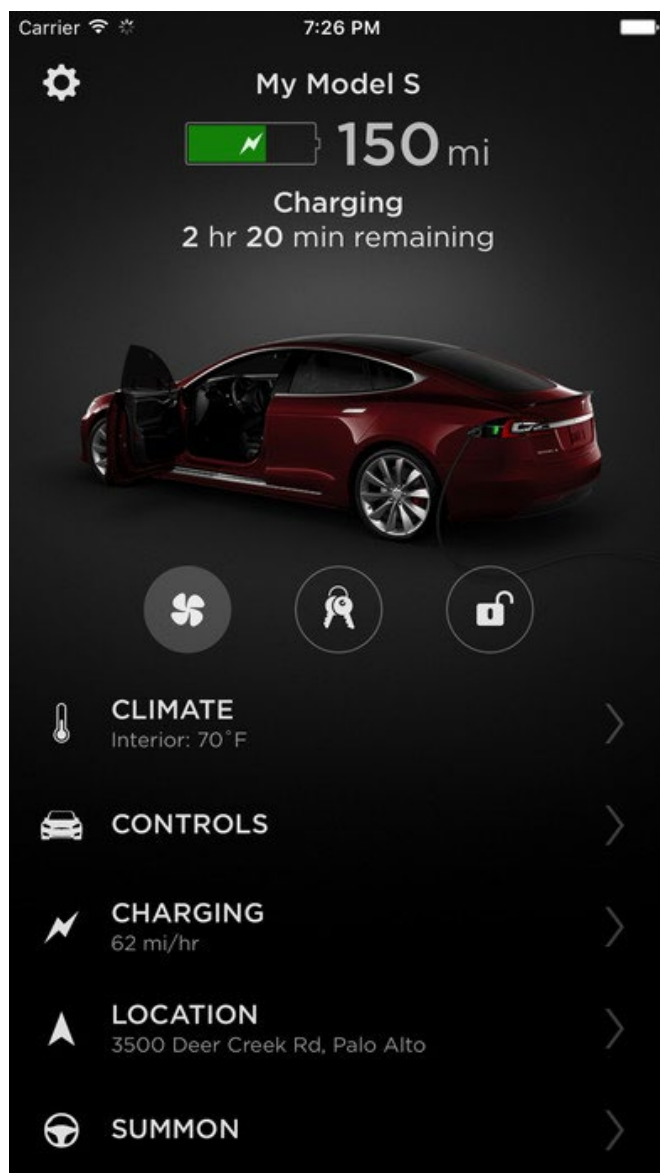 Carrier 7:26 PM
My Model S
150 mi
Charging
2 hr 20 min remaining
CLIMATE
Interior: 70°F
CONTROLS
CHARGING
62 mi/hr
LOCATION
3500 Deer Creek Rd, Palo Alto
SUMMON